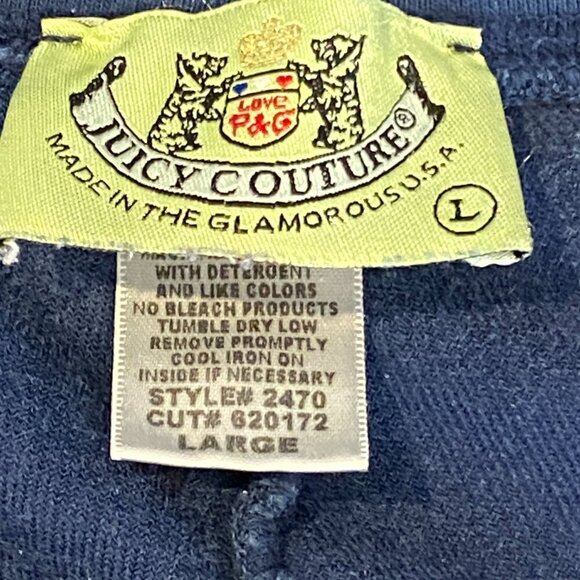 LOVE
P&G
JUICY COUTURE®
MADE IN THE GLAMOROUS U.S.A.
L
WITH DETERGENT
AND LIKE COLORS
NO BLEACH PRODUCTS
TUMBLE DRY LOW
REMOVE PROMPTLY
COOL IRON ON
INSIDE IF NECESSARY
STYLE# 2470
CUT# 620172
LARGE